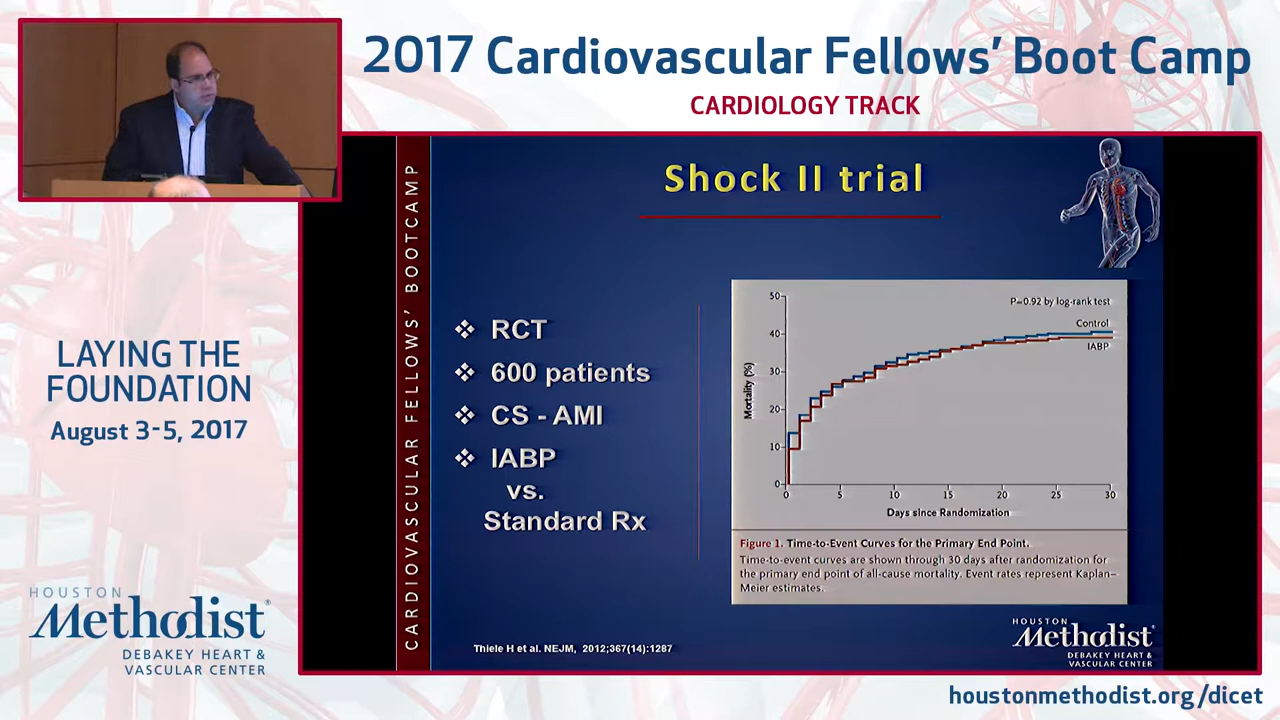 2017 Cardiovascular Fellows' Boot Camp
CARDIOLOGY TRACK
LAYING THE
FOUNDATION
August 3-5, 2017
HOUSTON
Methodist®
DEBAKEY HEART &
VASCULAR CENTER
CARDIOVASCULAR FELLOWS' BOOTCAMP
Shock II trial
❖ RCT
❖ 600 patients
❖ CS - AMI
❖ IABP
vs.
Standard Rx
P=0.92 by log-rank test
Control
IABP
Mortality (%)
50
40
30
20
10
0
0 5 10 15 20 25 30
Days since Randomization
Figure 1. Time-to-Event Curves for the Primary End Point.
Time-to-event curves are shown through 30 days after randomization for
the primary end point of all-cause mortality. Event rates represent Kaplan–
Meier estimates.
Thiele H et al. NEJM, 2012;367(14):1287
HOUSTON
Methodist®
DEBAKEY HEART &
VASCULAR CENTER
houstonmethodist.org/dicet